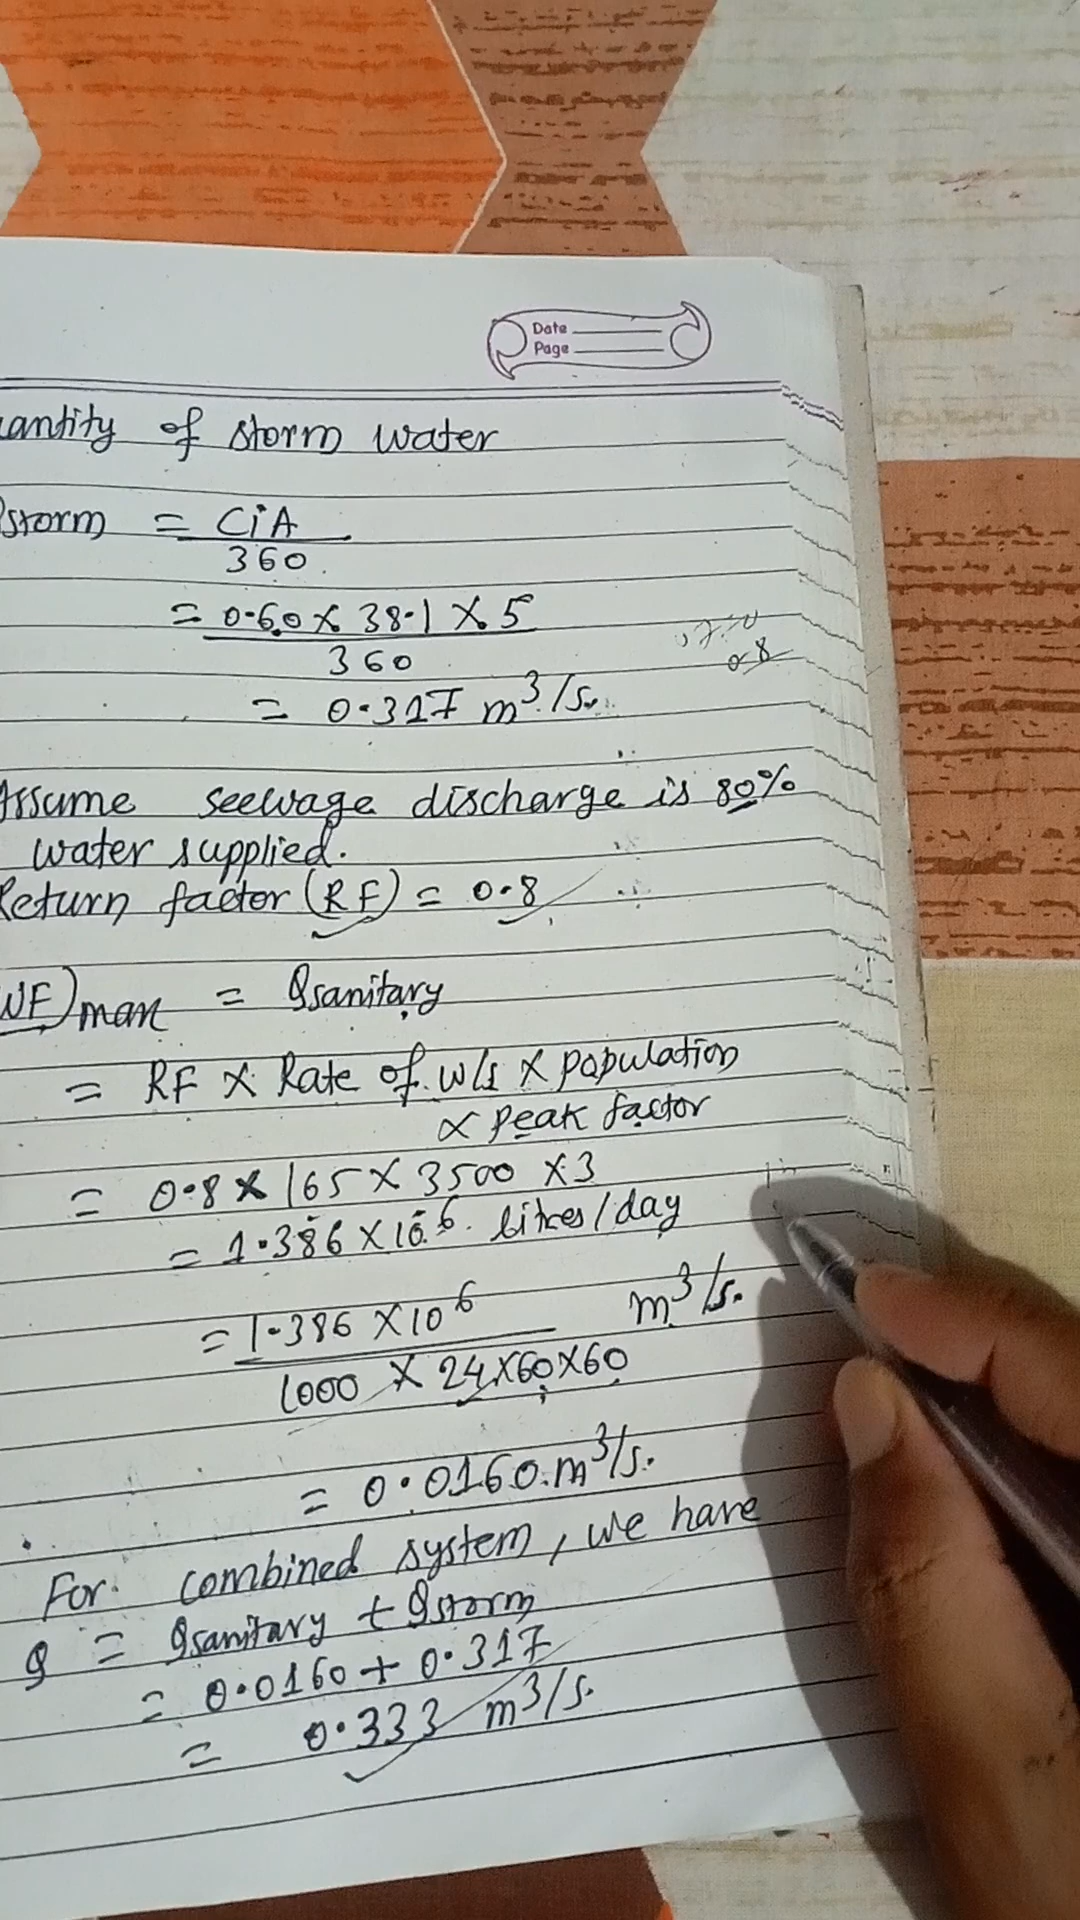 Date
Page
antity of storm water
storm = CiA
360
= 0.60 X 38.1 X 5
360
= 0.317 m³/s.
Assume seewage discharge is 80%
water supplied.
Return factor (RF) = 0.8
WF)max = Qsanitary
= RF X Rate of w/s X population
X peak factor
= 0.8 X 165 X 3500 X 3
= 1.386 X 10⁶ litres/day
= 1.386 X 10⁶ m³/s.
1000 X 24X60X60
= 0.0160 m³/s.
For combined system, we have
Q = Qsanitary + Qstorm
= 0.0160 + 0.317
= 0.333 m³/s.